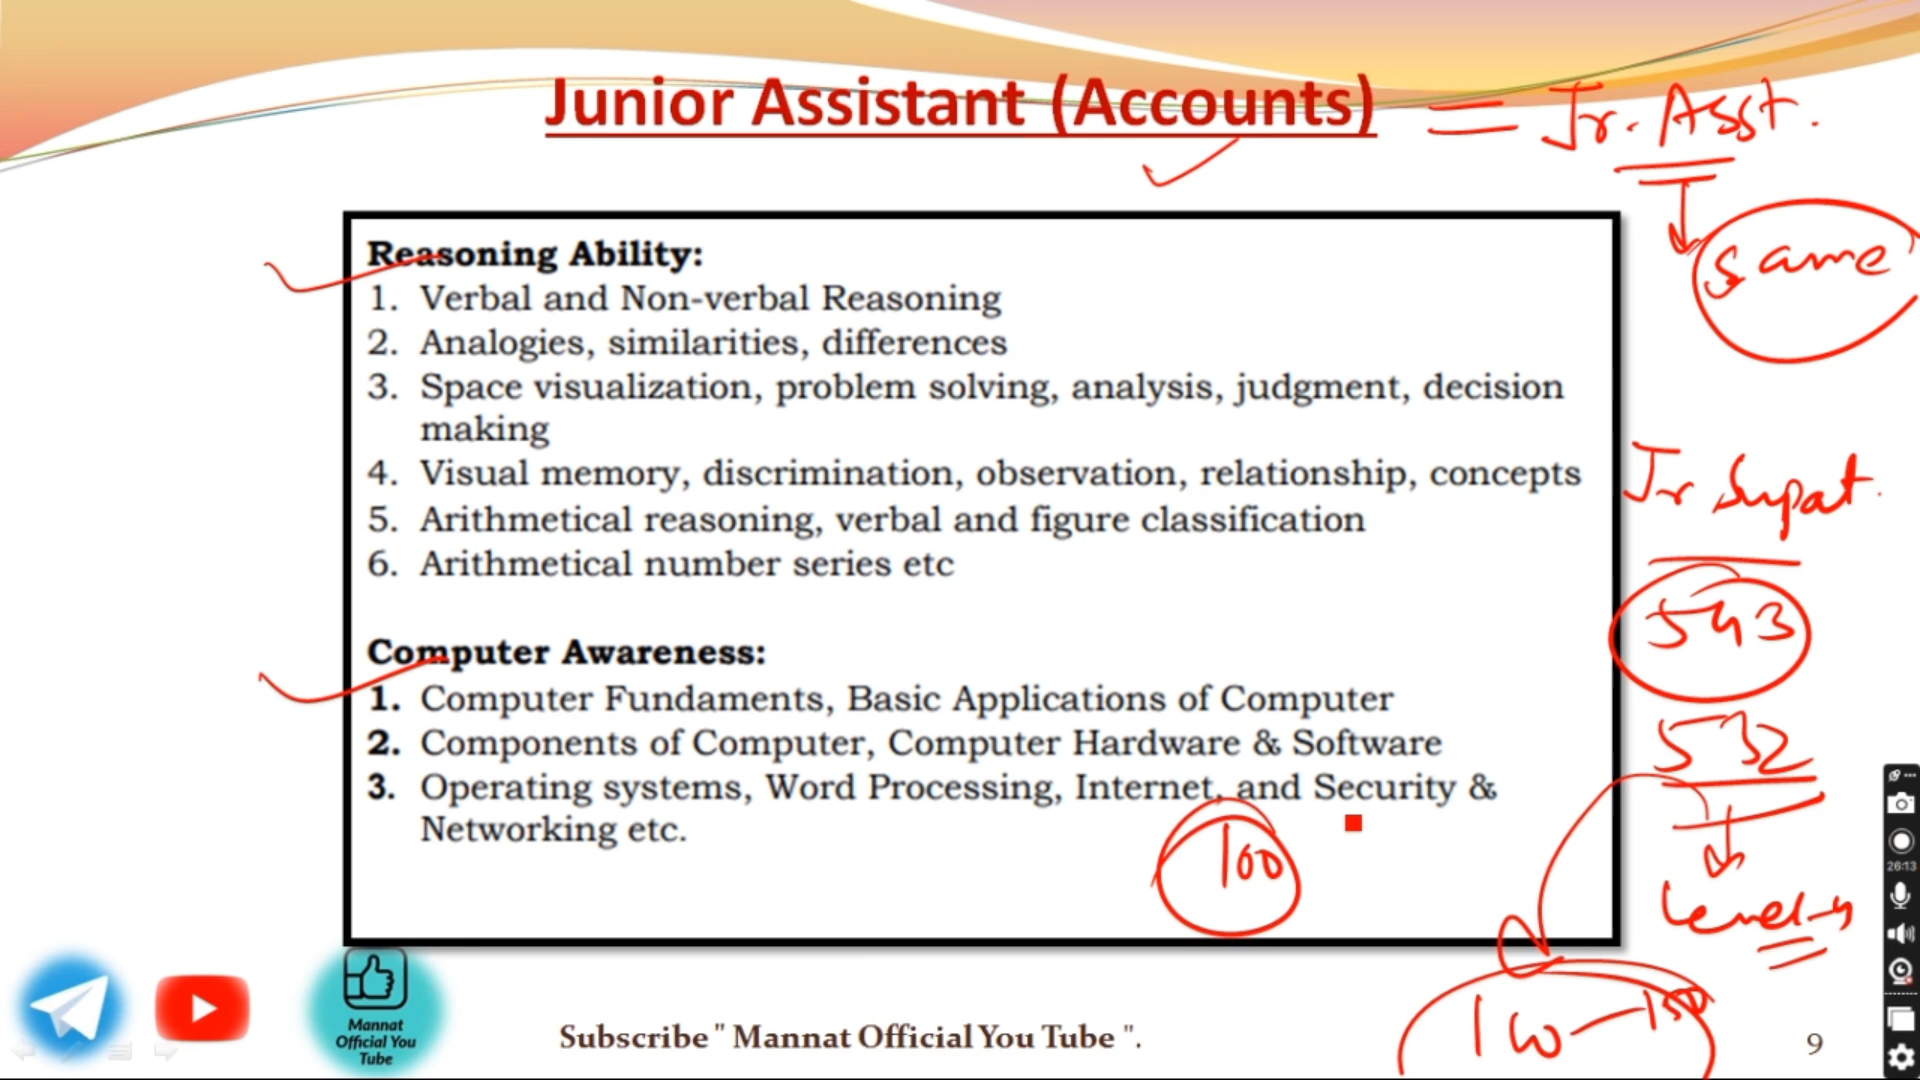 Junior Assistant (Accounts) = Jr. Asst.
same
Reasoning Ability:
1. Verbal and Non-verbal Reasoning
2. Analogies, similarities, differences
3. Space visualization, problem solving, analysis, judgment, decision
making
4. Visual memory, discrimination, observation, relationship, concepts
5. Arithmetical reasoning, verbal and figure classification
6. Arithmetical number series etc
Jr
543
532
Computer Awareness:
1. Computer Fundaments, Basic Applications of Computer
2. Components of Computer, Computer Hardware & Software
3. Operating systems, Word Processing, Internet, and Security &
Networking etc.
100
Level-4
150
26:13
Mannat
Official You
Tube
Subscribe " Mannat Official You Tube ".
9